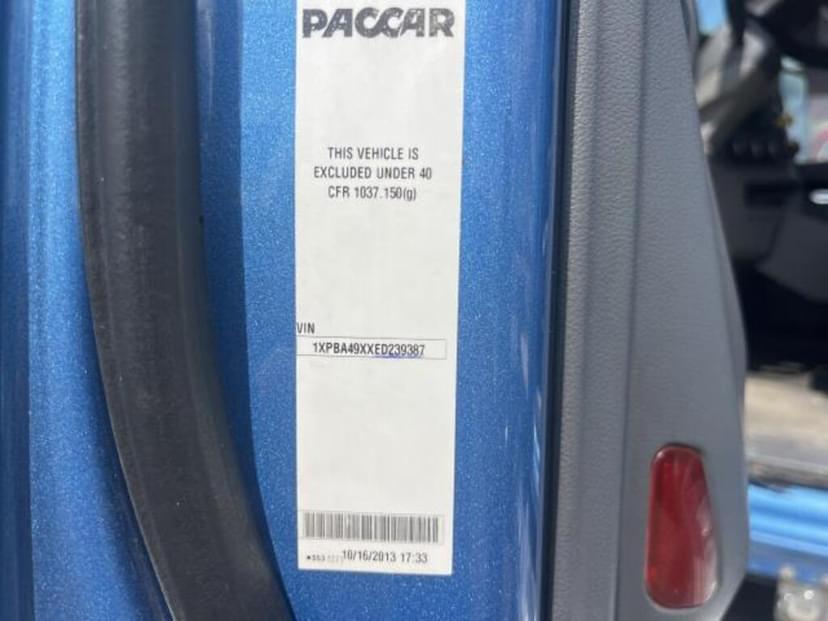 PACCAR
THIS VEHICLE IS
EXCLUDED UNDER 40
CFR 1037.150(g)
VIN
1XPBA49XXED239387
10/16/2013 17:33